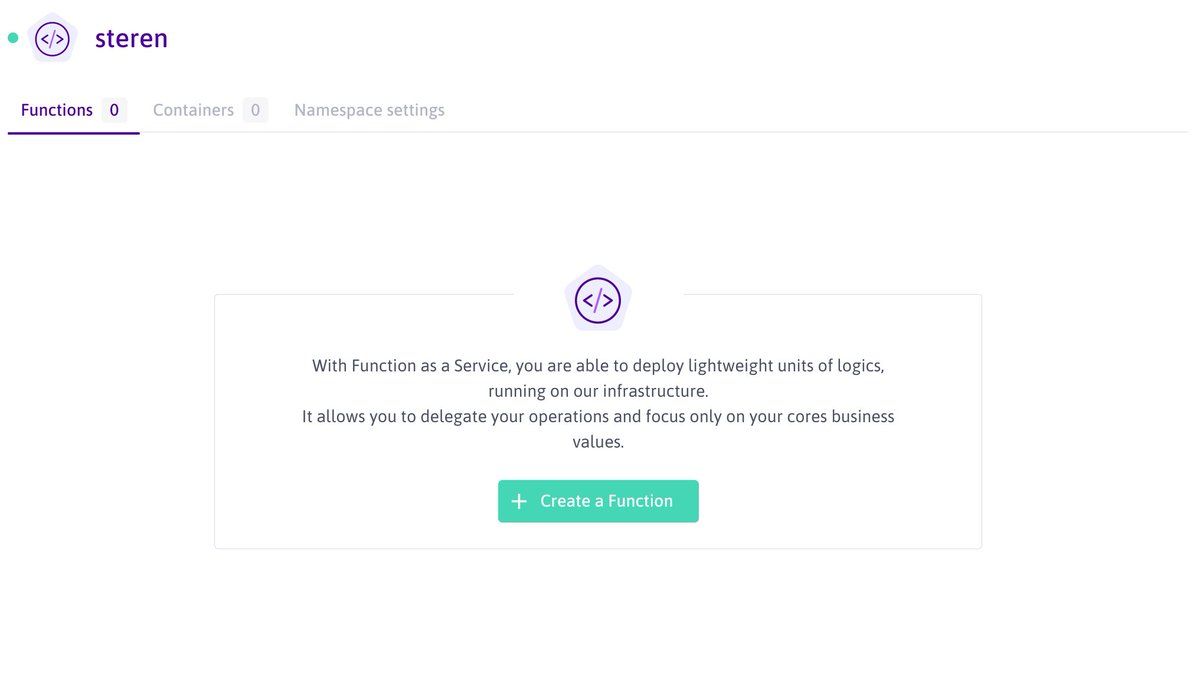 steren
Functions 0 Containers 0 Namespace settings
</>
With Function as a Service, you are able to deploy lightweight units of logics,
running on our infrastructure.
It allows you to delegate your operations and focus only on your cores business
values.
+ Create a Function